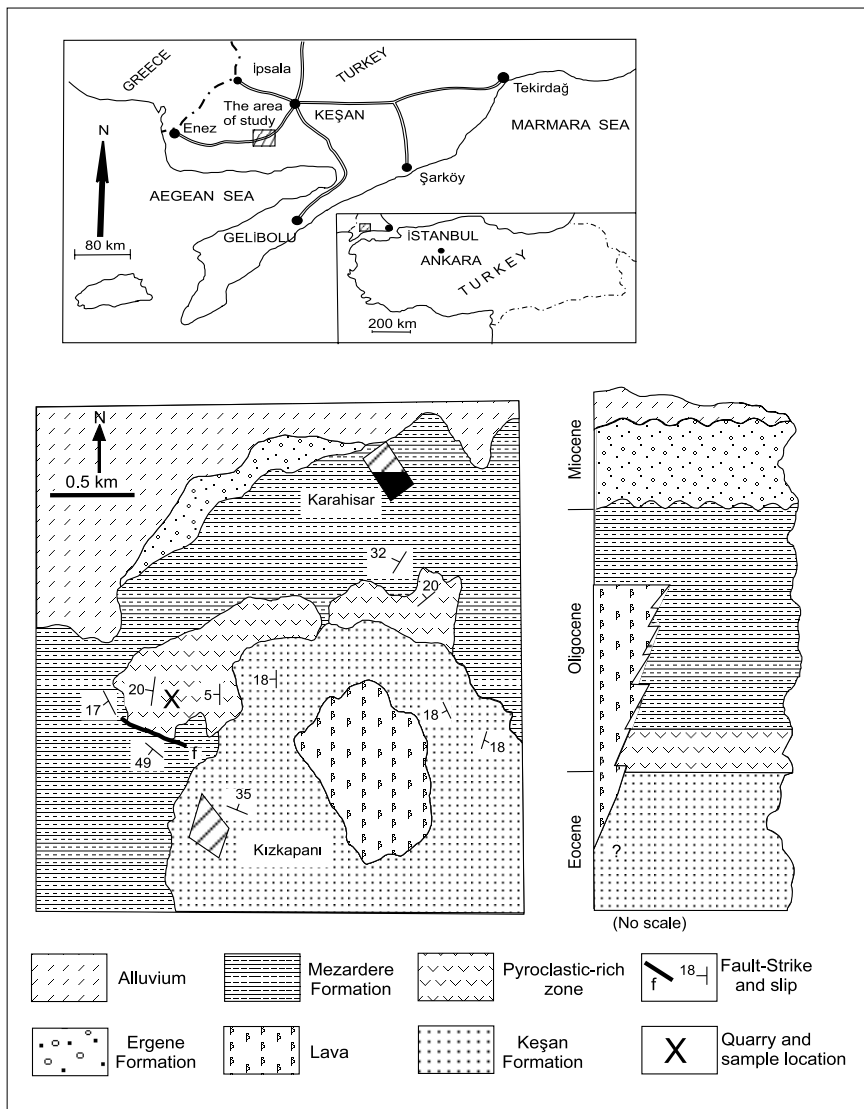 GREECE
İpsala
TURKEY
Tekirdağ
The area
of study
KEŞAN
Enez
MARMARA SEA
N
Şarköy
AEGEAN SEA
GELİBOLU
80 km
İSTANBUL
ANKARA
TURKEY
200 km
N
0.5 km
Karahisar
32
20
18
20
5
17
18
18
f
49
35
Kızkapanı
Miocene
Oligocene
Eocene
?
(No scale)
Alluvium
Mezardere
Formation
Pyroclastic-rich
zone
f
18
Fault-Strike
and slip
Ergene
Formation
Lava
Keşan
Formation
X
Quarry and
sample location
X